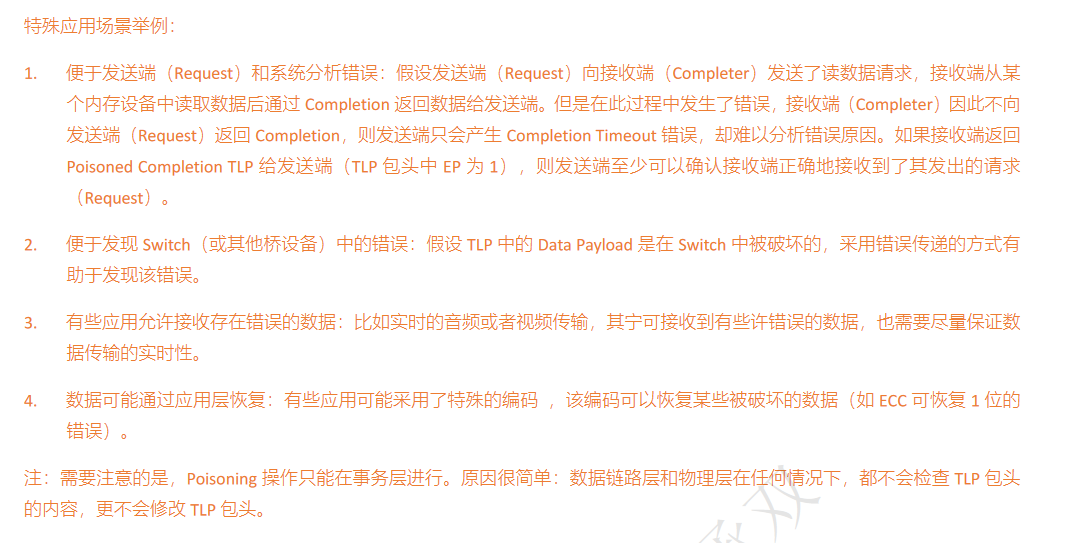 特殊应用场景举例：
1. 便于发送端（Request）和系统分析错误：假设发送端（Request）向接收端（Completer）发送了读数据请求，接收端从某
个内存设备中读取数据后通过 Completion 返回数据给发送端。但是在此过程中发生了错误，接收端（Completer）因此不向
发送端（Request）返回 Completion，则发送端只会产生 Completion Timeout 错误，却难以分析错误原因。如果接收端返回
Poisoned Completion TLP 给发送端（TLP 包头中 EP 为 1），则发送端至少可以确认接收端正确地接收到了其发出的请求
（Request）。
2. 便于发现 Switch（或其他桥设备）中的错误：假设 TLP 中的 Data Payload 是在 Switch 中被破坏的，采用错误传递的方式有
助于发现该错误。
3. 有些应用允许接收存在错误的数据：比如实时的音频或者视频传输，其宁可接收到有些许错误的数据，也需要尽量保证数
据传输的实时性。
4. 数据可能通过应用层恢复：有些应用可能采用了特殊的编码 ，该编码可以恢复某些被破坏的数据（如 ECC 可恢复 1 位的
错误）。
注：需要注意的是，Poisoning 操作只能在事务层进行。原因很简单：数据链路层和物理层在任何情况下，都不会检查 TLP 包头
的内容，更不会修改 TLP 包头。